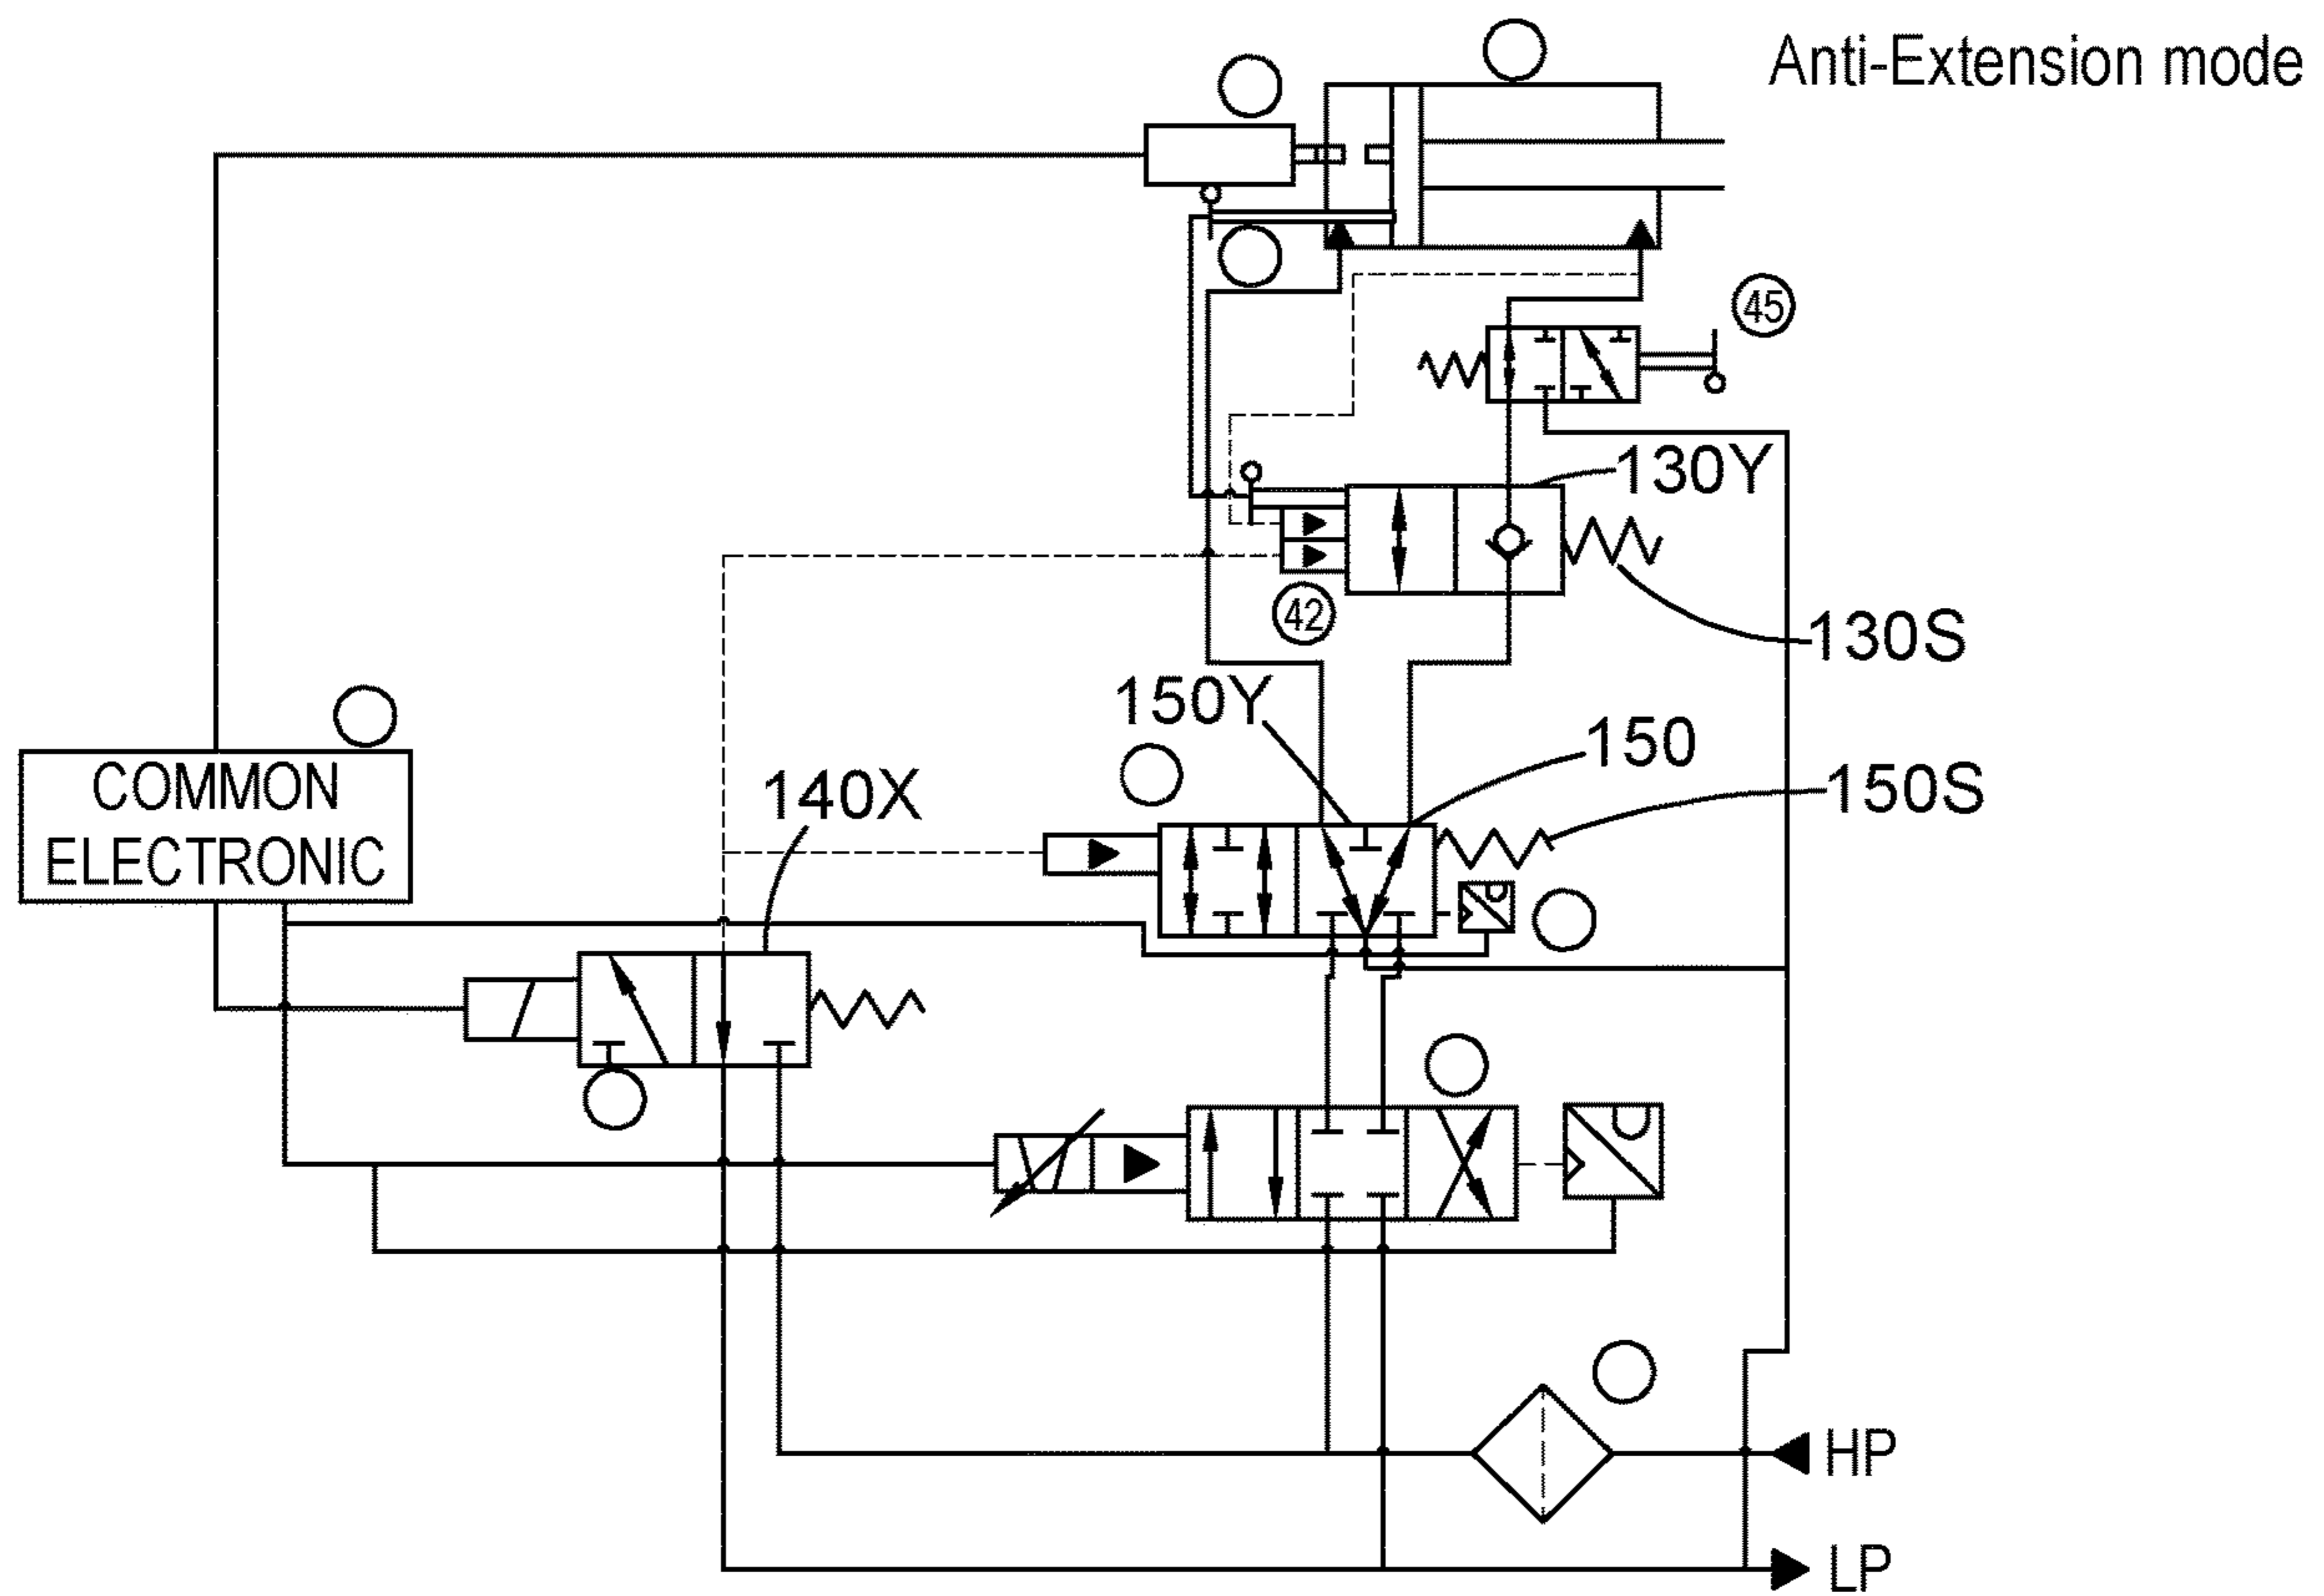 Anti-Extension mode
45
130Y
42
130S
150Y
150
150S
140X
COMMON
ELECTRONIC
HP
LP